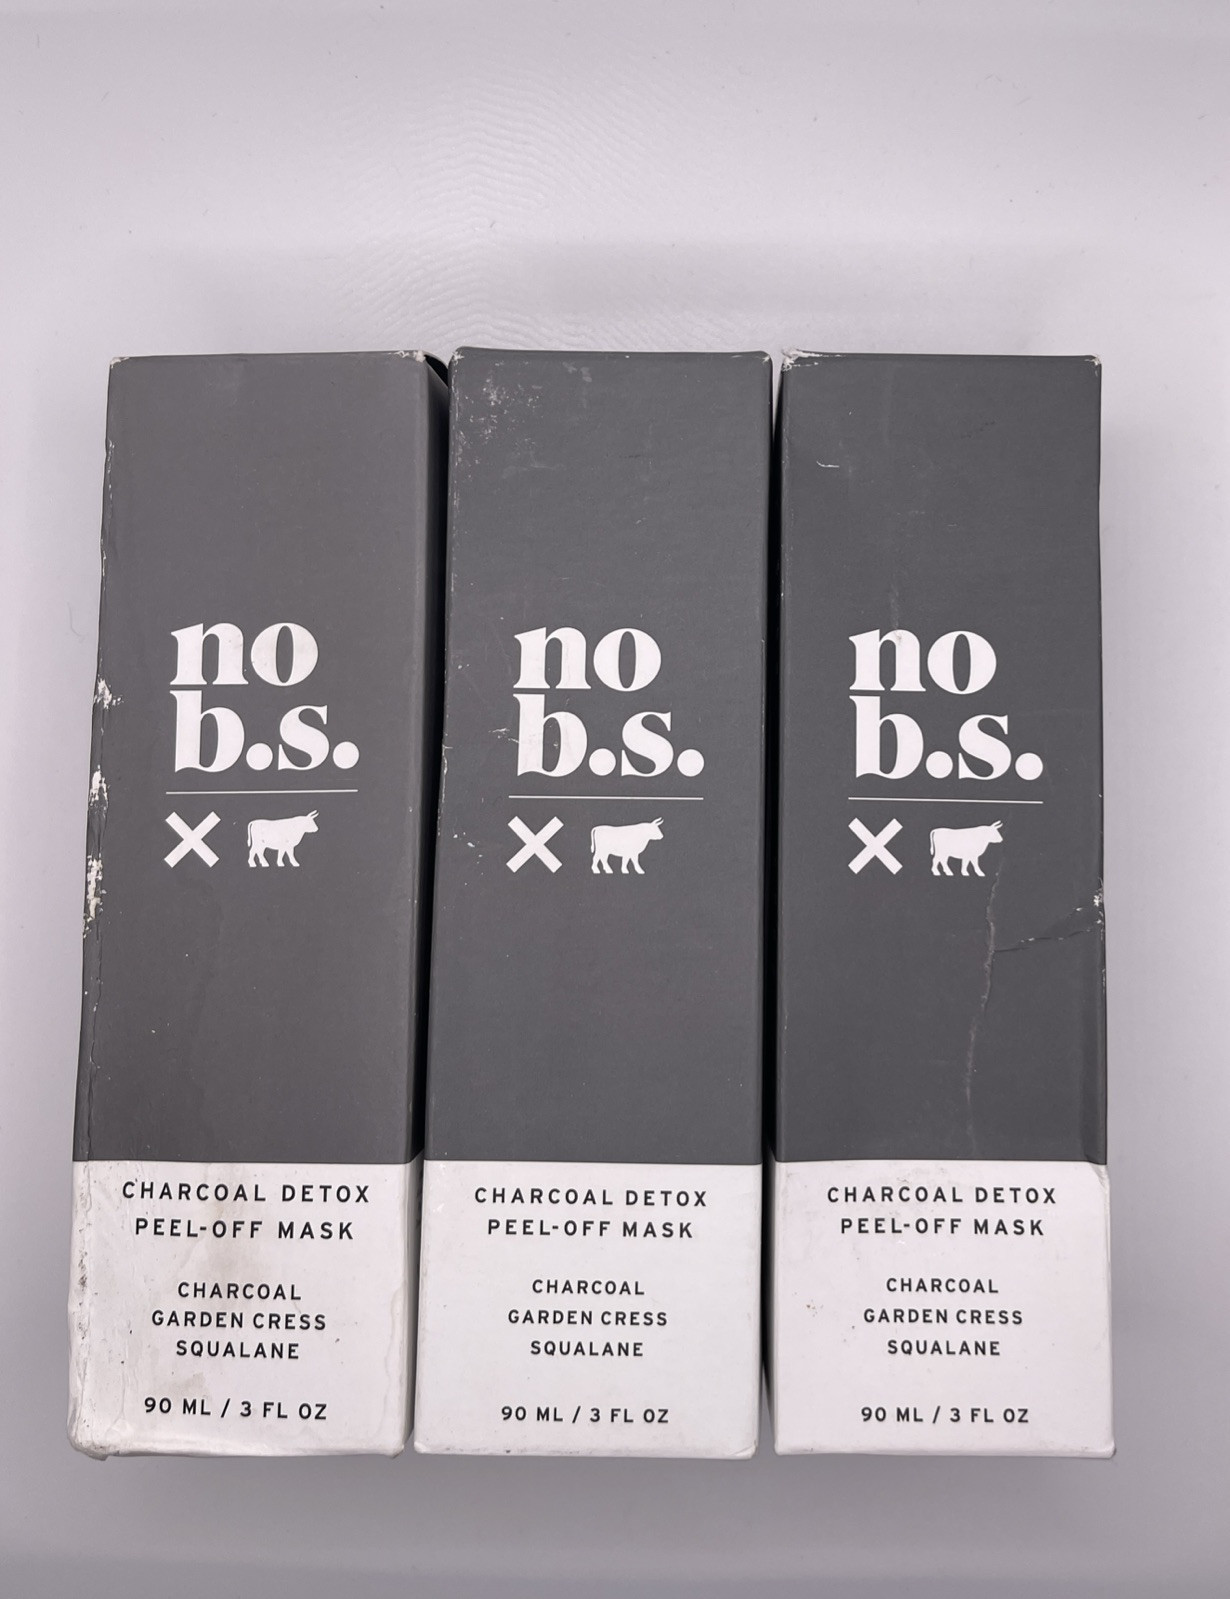 no
b.s.
CHARCOAL DETOX
PEEL-OFF MASK
CHARCOAL
GARDEN CRESS
SQUALANE
90 ML / 3 FL OZ
no
b.s.
CHARCOAL DETOX
PEEL-OFF MASK
CHARCOAL
GARDEN CRESS
SQUALANE
90 ML / 3 FL OZ
no
b.s.
CHARCOAL DETOX
PEEL-OFF MASK
CHARCOAL
GARDEN CRESS
SQUALANE
90 ML / 3 FL OZ